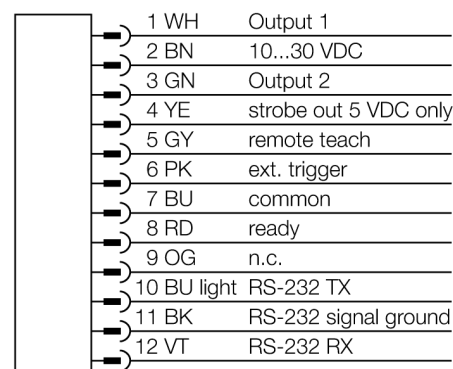 1 WH Output 1
2 BN 10...30 VDC
3 GN Output 2
4 YE strobe out 5 VDC only
5 GY remote teach
6 PK ext. trigger
7 BU common
8 RD ready
9 OG n.c.
10 BU light RS-232 TX
11 BK RS-232 signal ground
12 VT RS-232 RX